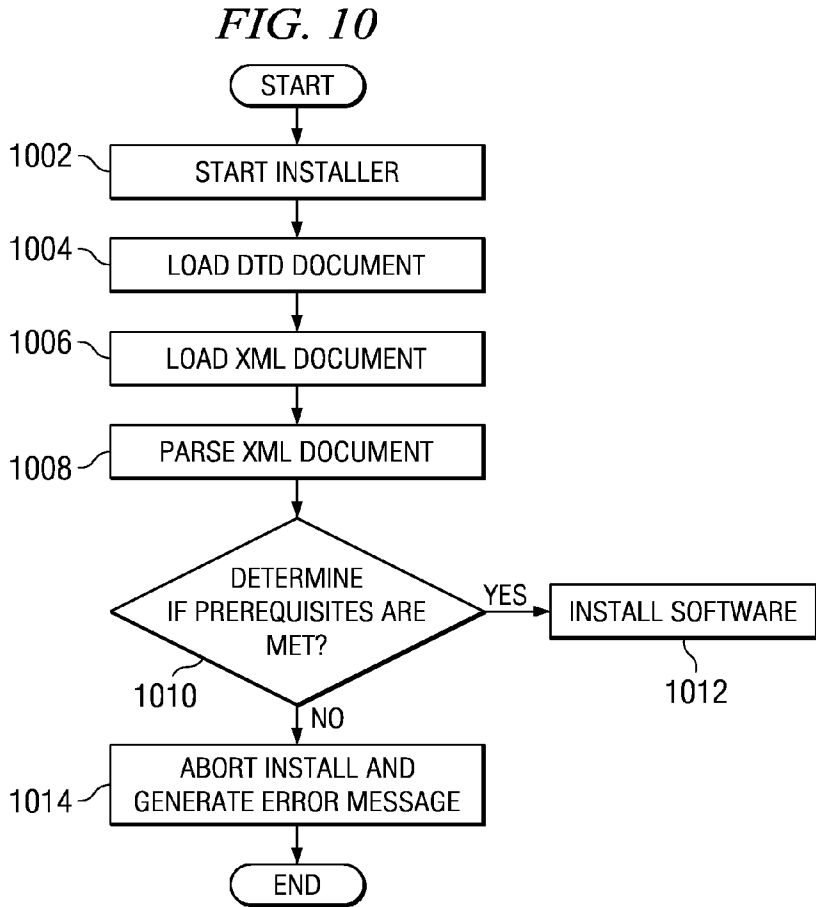 FIG. 10
START
1002
START INSTALLER
1004
LOAD DTD DOCUMENT
1006
LOAD XML DOCUMENT
1008
PARSE XML DOCUMENT
DETERMINE
IF PREREQUISITES ARE
MET?
YES
INSTALL SOFTWARE
1010
1012
NO
1014
ABORT INSTALL AND
GENERATE ERROR MESSAGE
END